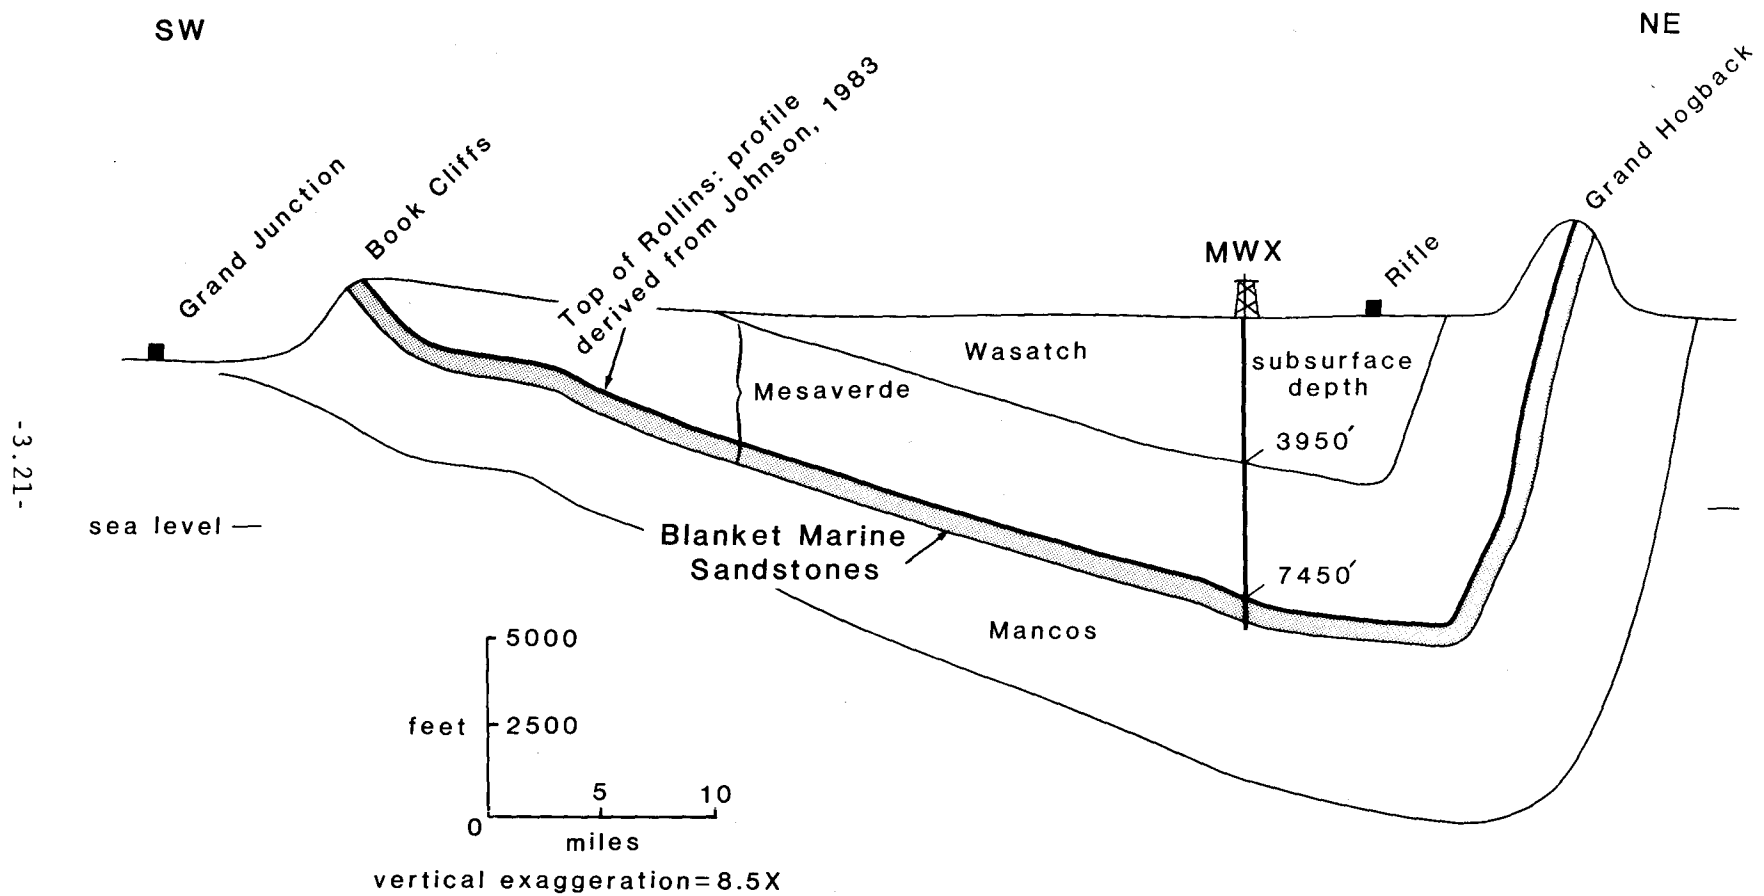 SW
NE
Grand Junction
Book Cliffs
Top of Rollins: profile
derived from Johnson, 1983
MWX
Rifle
Grand Hogback
Wasatch
subsurface
depth
Mesaverde
3950′
sea level
Blanket Marine
Sandstones
7450′
Mancos
5000
feet
2500
5
10
0
miles
vertical exaggeration=8.5X
-3.21-